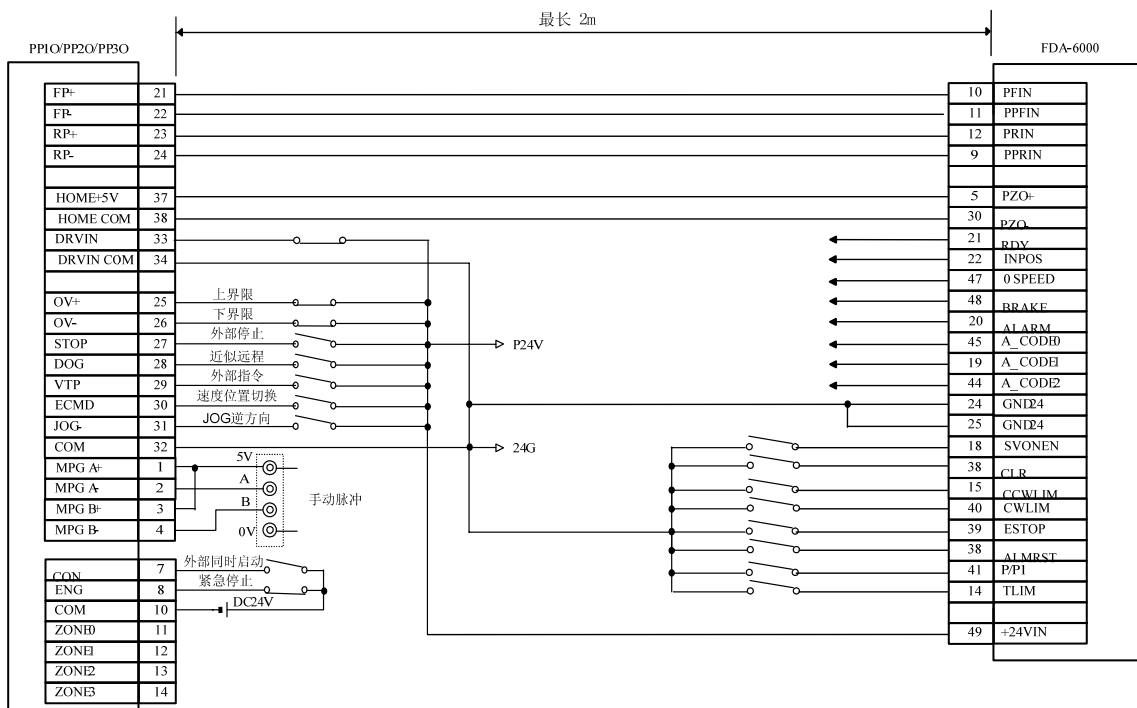 最长 2m
PP1O/PP2O/PP3O
FDA-6000
FP+ 21
FP- 22
RP+ 23
RP- 24
HOME+5V 37
HOME COM 38
DRVIN 33
DRVIN COM 34
OV+ 25 上界限
OV- 26 下界限
STOP 27 外部停止
DOG 28 近似远程
VTP 29 外部指令
ECMD 30 速度位置切换
JOG- 31 JOG逆方向
COM 32
MPG A+ 1 5V
MPG A- 2 A
MPG B+ 3 B
MPG B- 4 0V
手动脉冲
P24V
24G
CON 7 外部同时启动
ENG 8 紧急停止
COM 10 DC24V
ZONE0 11
ZONE1 12
ZONE2 13
ZONE3 14
10 PFIN
11 PPFIN
12 PRIN
9 PPRIN
5 PZO+
30 PZO-
21 RDY
22 INPOS
47 0 SPEED
48 BRAKE
20 ALARM
45 A_CODE0
19 A_CODE1
44 A_CODE2
24 GND24
25 GND24
18 SVONEN
38 CLR
15 CCWLIM
40 CWLIM
39 ESTOP
38 ALMRST
41 P/P1
14 TLIM
49 +24VIN